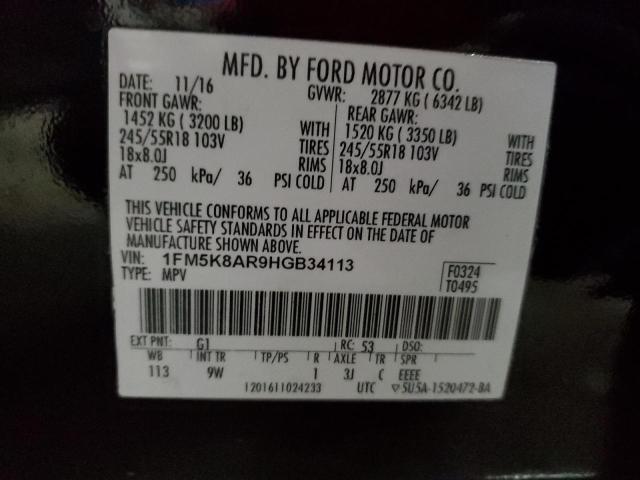 MFD. BY FORD MOTOR CO.
DATE: 11/16 GVWR: 2877 KG ( 6342 LB)
FRONT GAWR: REAR GAWR:
1452 KG ( 3200 LB) WITH 1520 KG ( 3350 LB) WITH
245/55R18 103V TIRES 245/55R18 103V TIRES
18x8.0J RIMS 18x8.0J RIMS
AT 250 kPa/ 36 PSI COLD AT 250 kPa/ 36 PSI COLD
THIS VEHICLE CONFORMS TO ALL APPLICABLE FEDERAL MOTOR
VEHICLE SAFETY STANDARDS IN EFFECT ON THE DATE OF
MANUFACTURE SHOWN ABOVE.
VIN: 1FM5K8AR9HGB34113 F0324
TYPE: MPV T0495
EXT PNT: G1 RC: 53 DSO:
WB INT TR TP/PS R AXLE TR SPR
113 9W 1 3J C EEEE
1201611024233 UTC ▽5U5A-1520472-BA